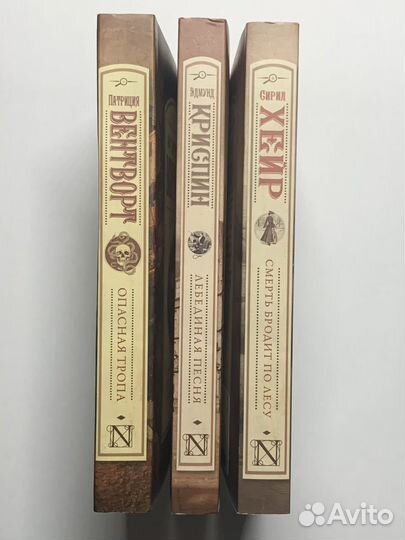 ПАТРИЦИЯ
ВЕНТВОРТ
ОПАСНАЯ ТРОПА
N
ЭДМУНД
КРИСПИН
ЛЕБЕДИНАЯ ПЕСНЯ
N
СИРИЛ
ХЕЙР
СМЕРТЬ БРОДИТ ПО ЛЕСУ
N
Avito